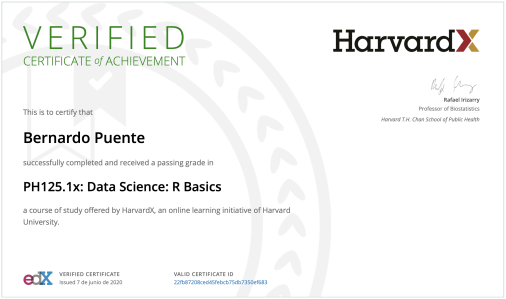 VERIFIED
CERTIFICATE of ACHIEVEMENT
HarvardX
Rafael Irizarry
Professor of Biostatistics
Harvard T.H. Chan School of Public Health
This is to certify that
Bernardo Puente
successfully completed and received a passing grade in
PH125.1x: Data Science: R Basics
a course of study offered by HarvardX, an online learning initiative of Harvard
University.
edX
VERIFIED CERTIFICATE
Issued 7 de junio de 2020
VALID CERTIFICATE ID
22fb87208ced45febcb75db7350ef683